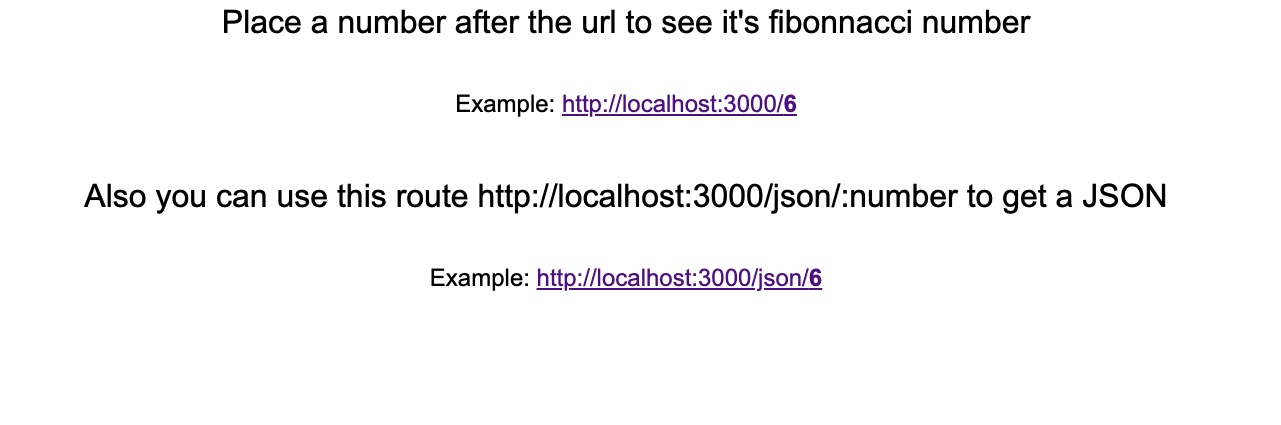 Place a number after the url to see it's fibonnacci number
Example: http://localhost:3000/6
Also you can use this route http://localhost:3000/json/:number to get a JSON
Example: http://localhost:3000/json/6